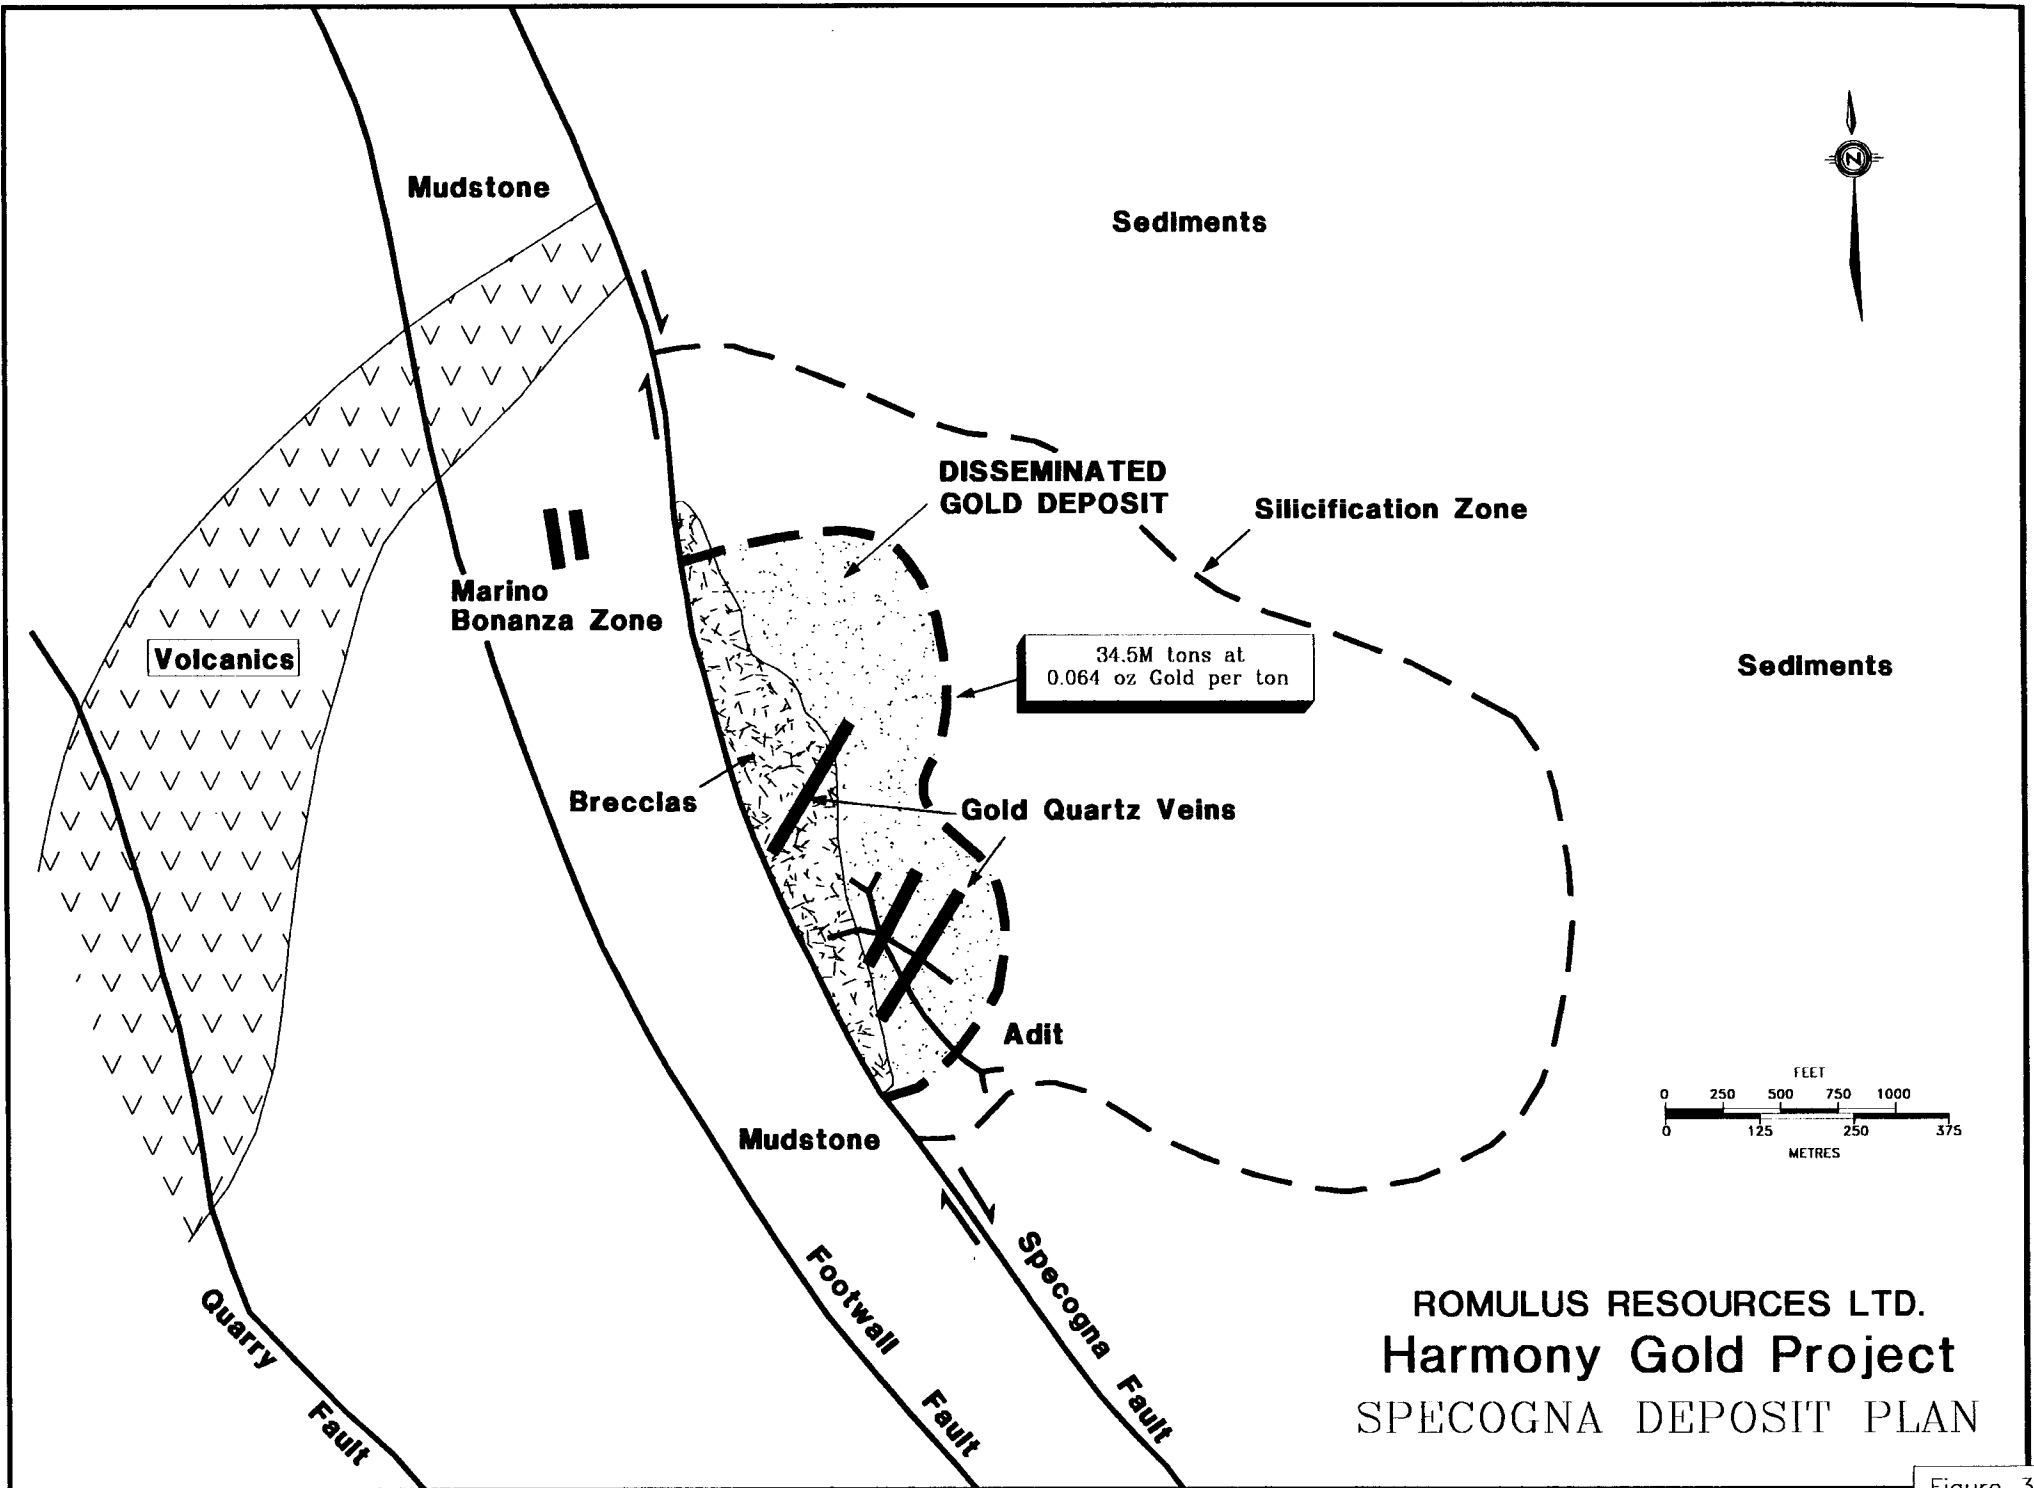 Mudstone
Sediments
N
DISSEMINATED
GOLD DEPOSIT
Silicification Zone
Marino
Bonanza Zone
Volcanics
34.5M tons at
0.064 oz Gold per ton
Sediments
Breccias
Gold Quartz Veins
Adit
FEET
0 250 500 750 1000
0 125 250 375
METRES
Mudstone
Quarry Fault
Footwall Fault
Specogna Fault
ROMULUS RESOURCES LTD.
Harmony Gold Project
SPECOGNA DEPOSIT PLAN
Figure 3